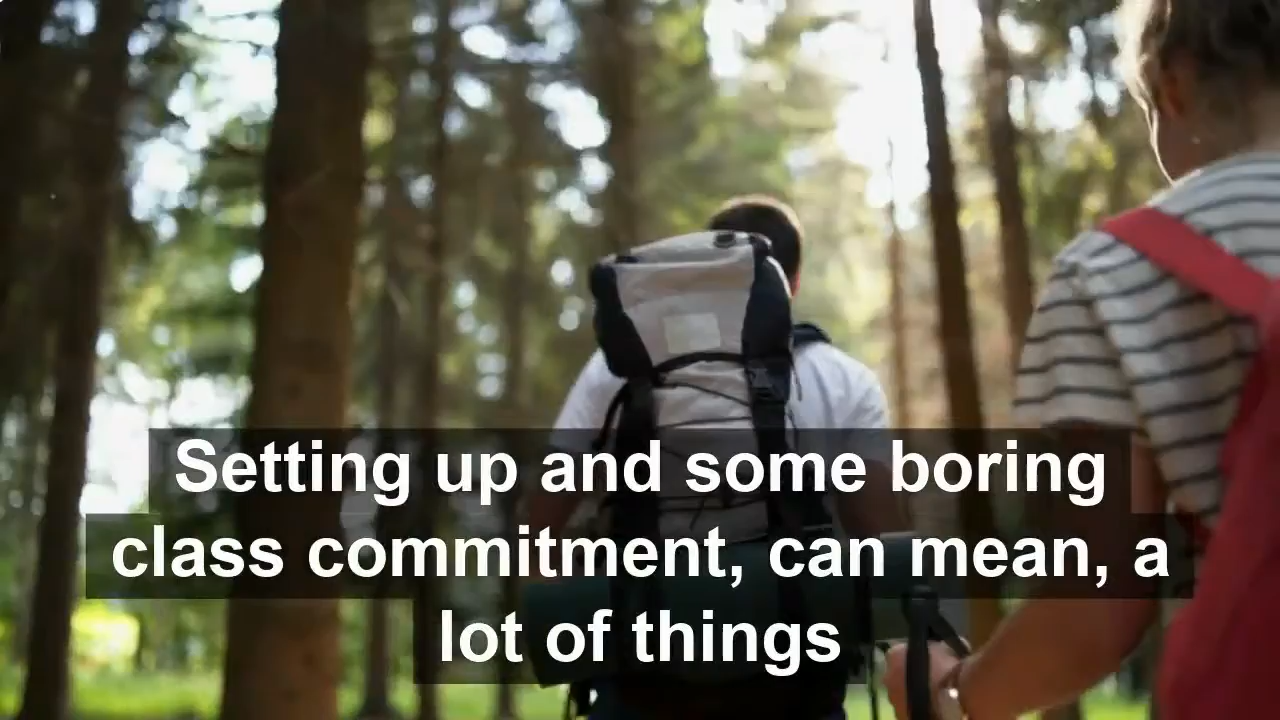 Setting up and some boring
class commitment, can mean, a
lot of things